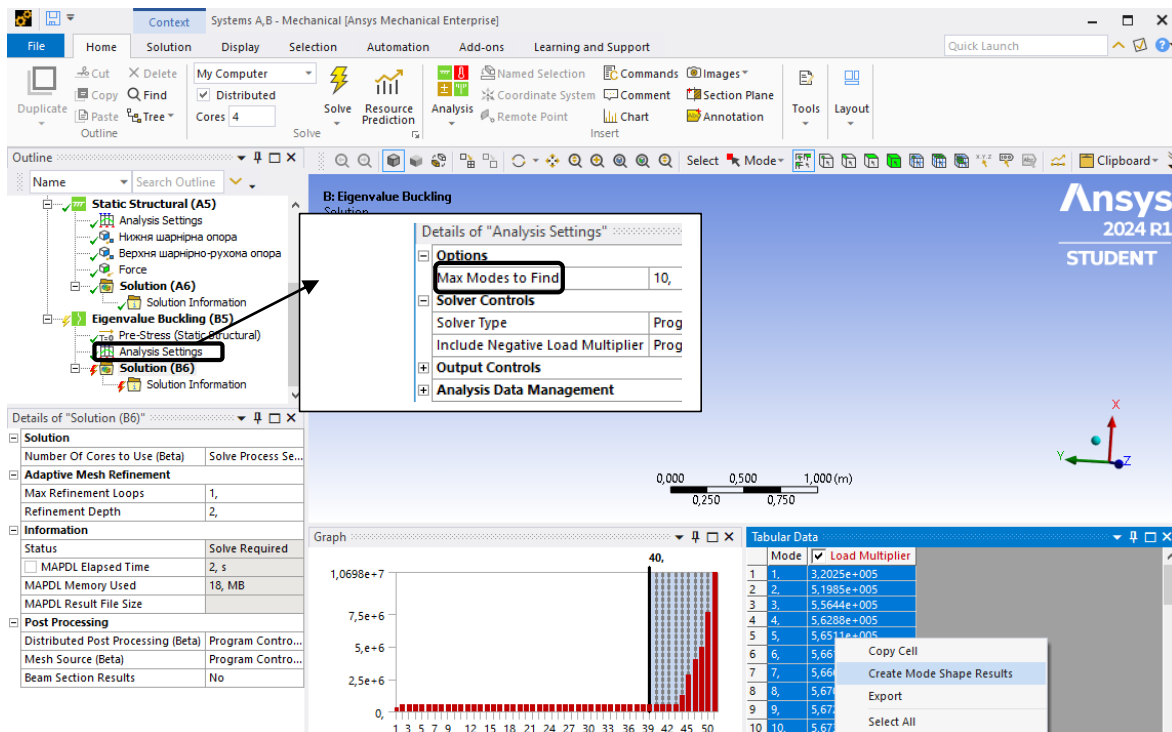 Context Systems A,B - Mechanical [Ansys Mechanical Enterprise]
File Home Solution Display Selection Automation Add-ons Learning and Support Quick Launch
Duplicate
Outline
Cut Delete
Copy Find
Paste Tree
My Computer
Distributed
Cores 4
Solve
Resource Prediction
Solve
Analysis
Named Selection Commands Images
Coordinate System Comment Section Plane
Remote Point Chart Annotation
Insert
Tools Layout
Outline
Name Search Outline
Select Mode Clipboard
Static Structural (A5)
Analysis Settings
Нижня шарнірна опора
Верхня шарнірно-рухома опора
Force
Solution (A6)
Solution Information
Eigenvalue Buckling (B5)
Pre-Stress (Static Structural)
Analysis Settings
Solution (B6)
Solution Information
B: Eigenvalue Buckling
Solution
Details of "Analysis Settings"
Options
Max Modes to Find 10,
Solver Controls
Solver Type Prog
Include Negative Load Multiplier Prog
Output Controls
Analysis Data Management
Ansys
2024 R1
STUDENT
X
Y
Z
0,000 0,500 1,000 (m)
0,250 0,750
Details of "Solution (B6)"
Solution
Number Of Cores to Use (Beta) Solve Process Se...
Adaptive Mesh Refinement
Max Refinement Loops 1,
Refinement Depth 2,
Information
Status Solve Required
MAPDL Elapsed Time 2, s
MAPDL Memory Used 18, MB
MAPDL Result File Size
Post Processing
Distributed Post Processing (Beta) Program Contro...
Mesh Source (Beta) Program Contro...
Beam Section Results No
Graph
40,
1,0698e+7
7,5e+6
5,e+6
2,5e+6
0,
1 3 5 7 9 12 15 18 21 24 27 30 33 36 39 42 45 50
Tabular Data
Mode Load Multiplier
1 1, 3,2025e+005
2 2, 5,1985e+005
3 3, 5,5644e+005
4 4, 5,6288e+005
5 5, 5,6511e+005
6 6, 5,66
7 7, 5,66
8 8, 5,67
9 9, 5,67
10 10, 5,67
Copy Cell
Create Mode Shape Results
Export
Select All